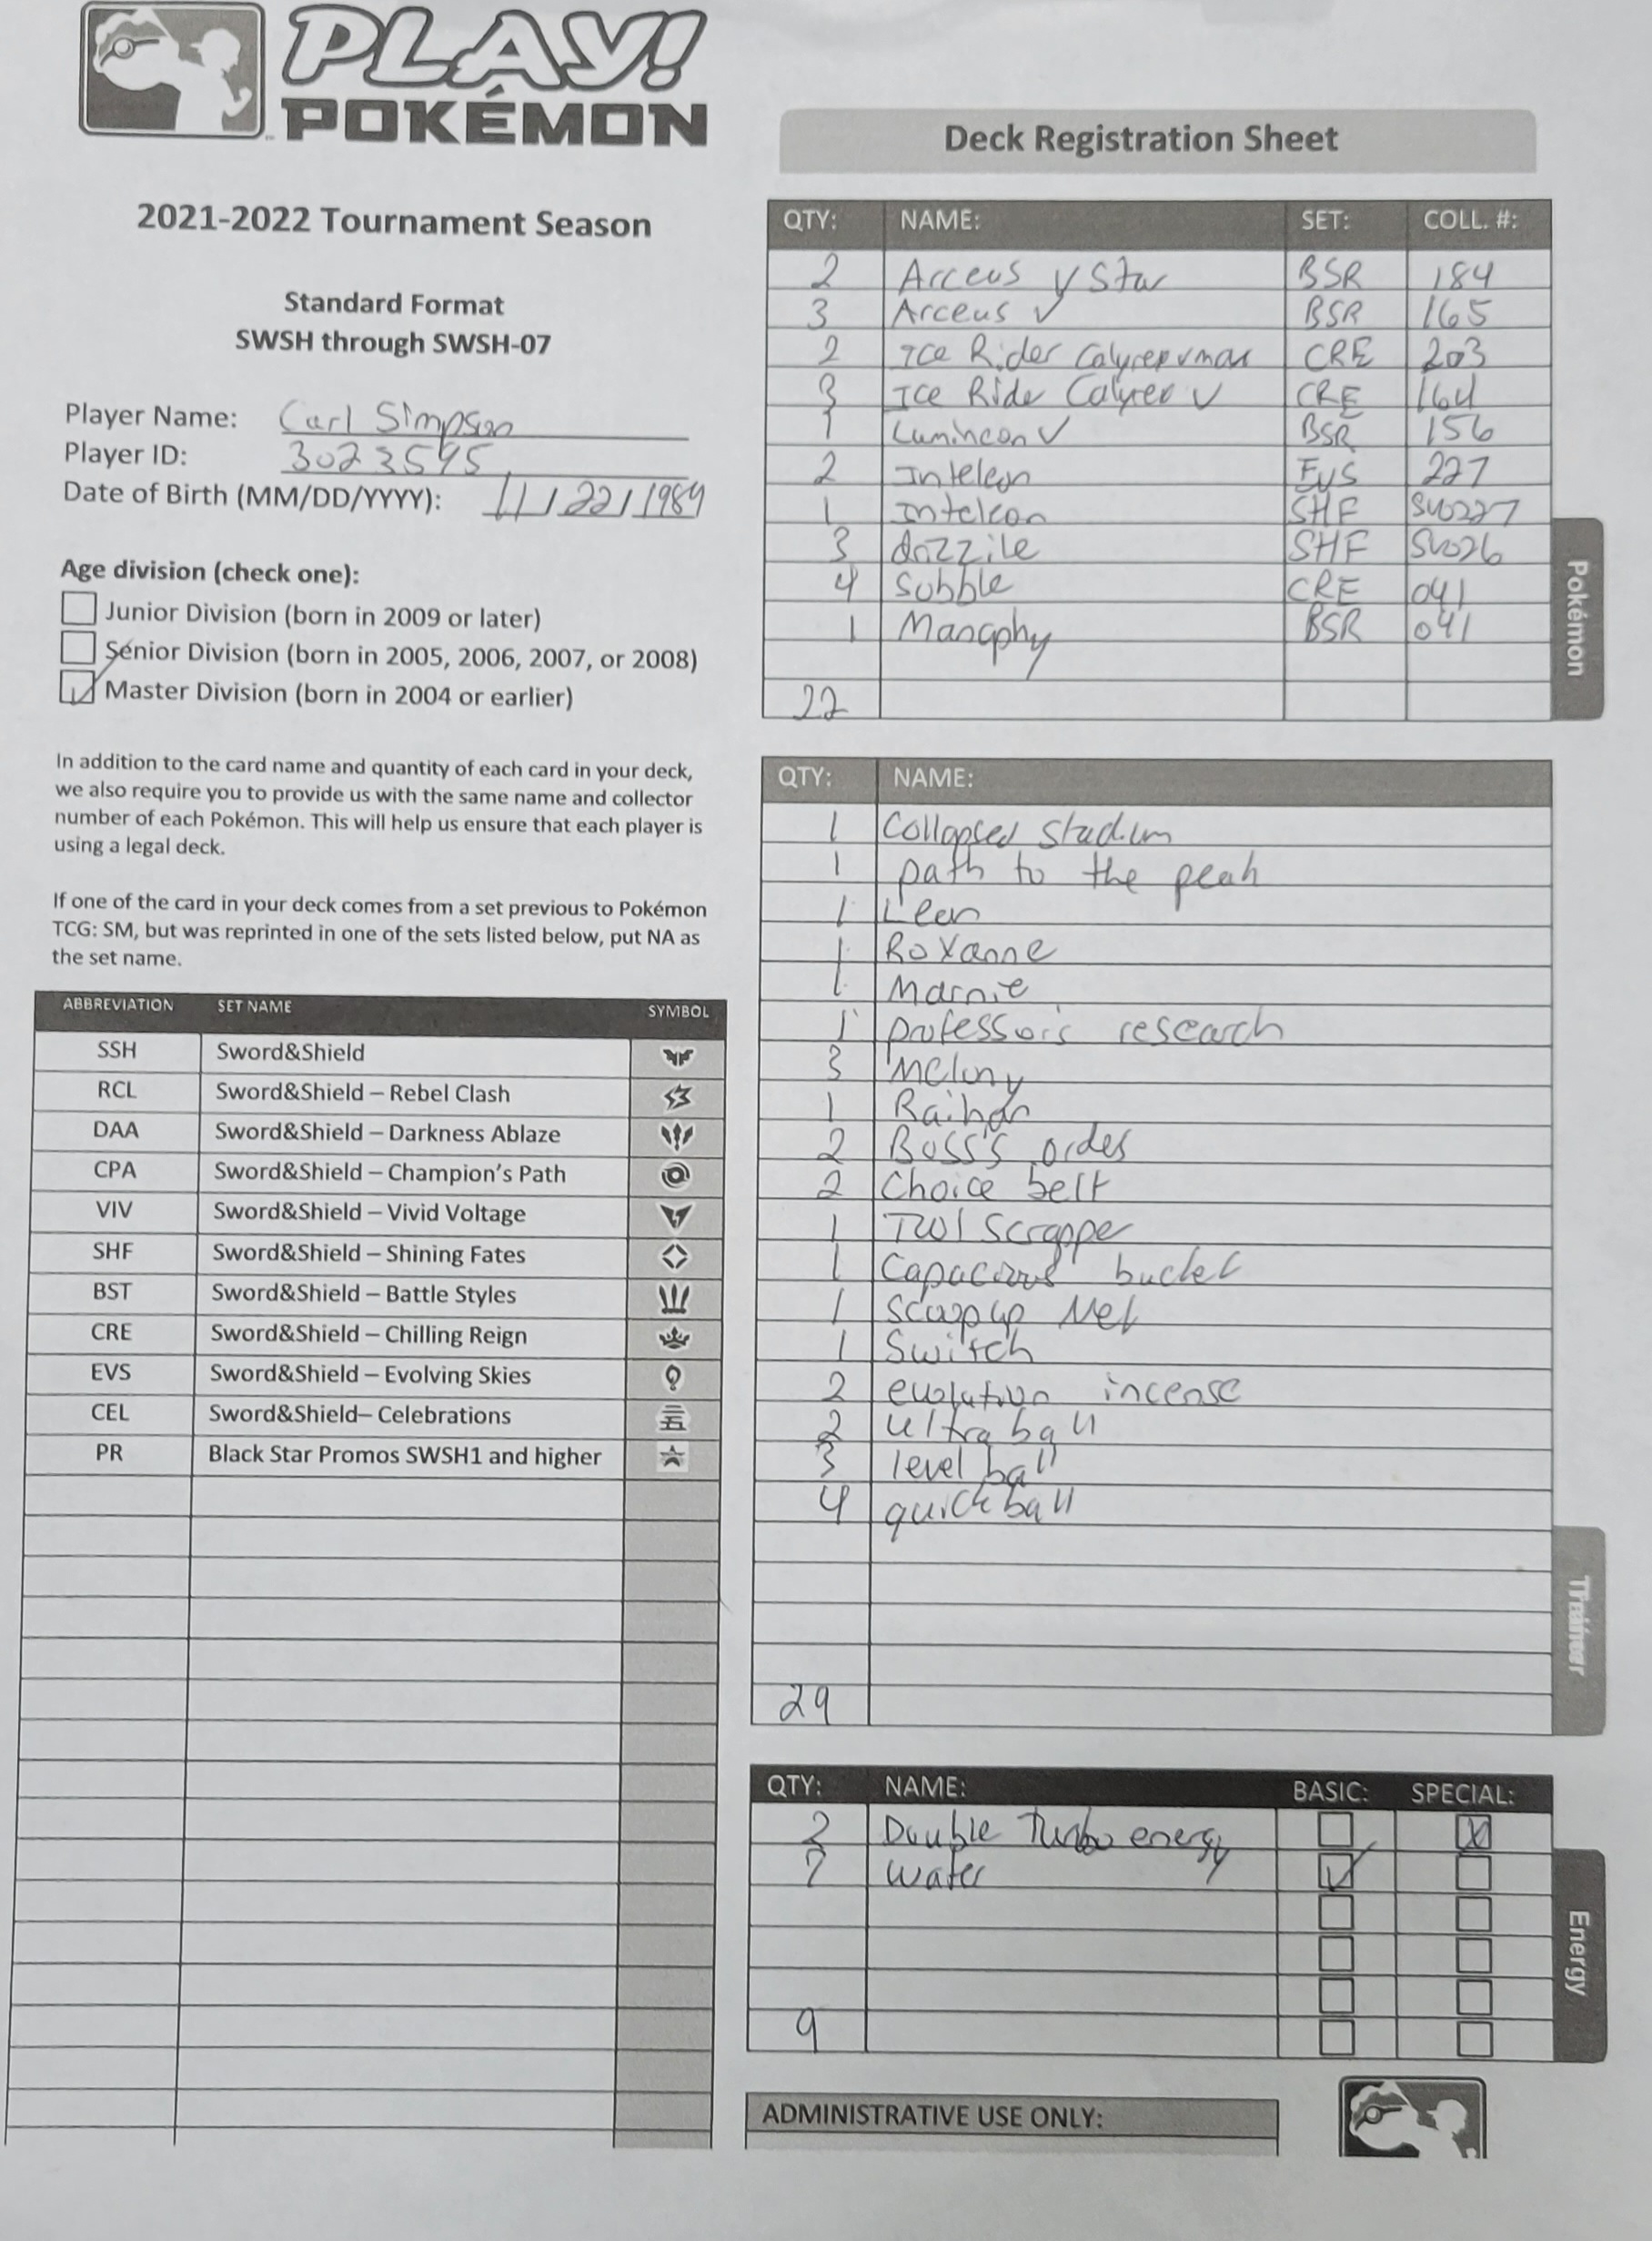 PLAY!
POKÉMON
2021-2022 Tournament Season
Standard Format
SWSH through SWSH-07
Player Name: Carl Simpson
Player ID: 3023595
Date of Birth (MM/DD/YYYY): 11/22/1989
Age division (check one):
Junior Division (born in 2009 or later)
Senior Division (born in 2005, 2006, 2007, or 2008)
Master Division (born in 2004 or earlier)
In addition to the card name and quantity of each card in your deck,
we also require you to provide us with the same name and collector
number of each Pokémon. This will help us ensure that each player is
using a legal deck.
If one of the card in your deck comes from a set previous to Pokémon
TCG: SM, but was reprinted in one of the sets listed below, put NA as
the set name.
ABBREVIATION SET NAME SYMBOL
SSH Sword&Shield
RCL Sword&Shield – Rebel Clash
DAA Sword&Shield – Darkness Ablaze
CPA Sword&Shield – Champion's Path
VIV Sword&Shield – Vivid Voltage
SHF Sword&Shield – Shining Fates
BST Sword&Shield – Battle Styles
CRE Sword&Shield – Chilling Reign
EVS Sword&Shield – Evolving Skies
CEL Sword&Shield– Celebrations
PR Black Star Promos SWSH1 and higher
Deck Registration Sheet
QTY: NAME: SET: COLL. #:
2 Arceus V Star BSR 184
3 Arceus V BSR 165
2 Ice Rider Calyrex vmax CRE 203
3 Ice Ride Calyrex V CRE 164
1 Lumineon V BSR 156
2 Inteleon EVS 227
1 Inteleon SHF SV027
3 drizzile SHF SV026
4 Sobble CRE 041
1 Manaphy BSR 041
22
Pokémon
QTY: NAME:
1 Collapsed stadium
1 path to the peak
1 Leon
1 Roxanne
1 Marnie
1 professor's research
3 Melony
1 Raihan
2 Boss's ordes
2 Choice belt
1 Tool Scrapper
1 Capacious bucket
1 Scoop up Net
1 Switch
2 evolution incense
2 ultra ball
3 level ball
4 quick ball
29
Trainer
QTY: NAME: BASIC: SPECIAL:
2 Double Turbo energy X
7 water
9
Energy
ADMINISTRATIVE USE ONLY: